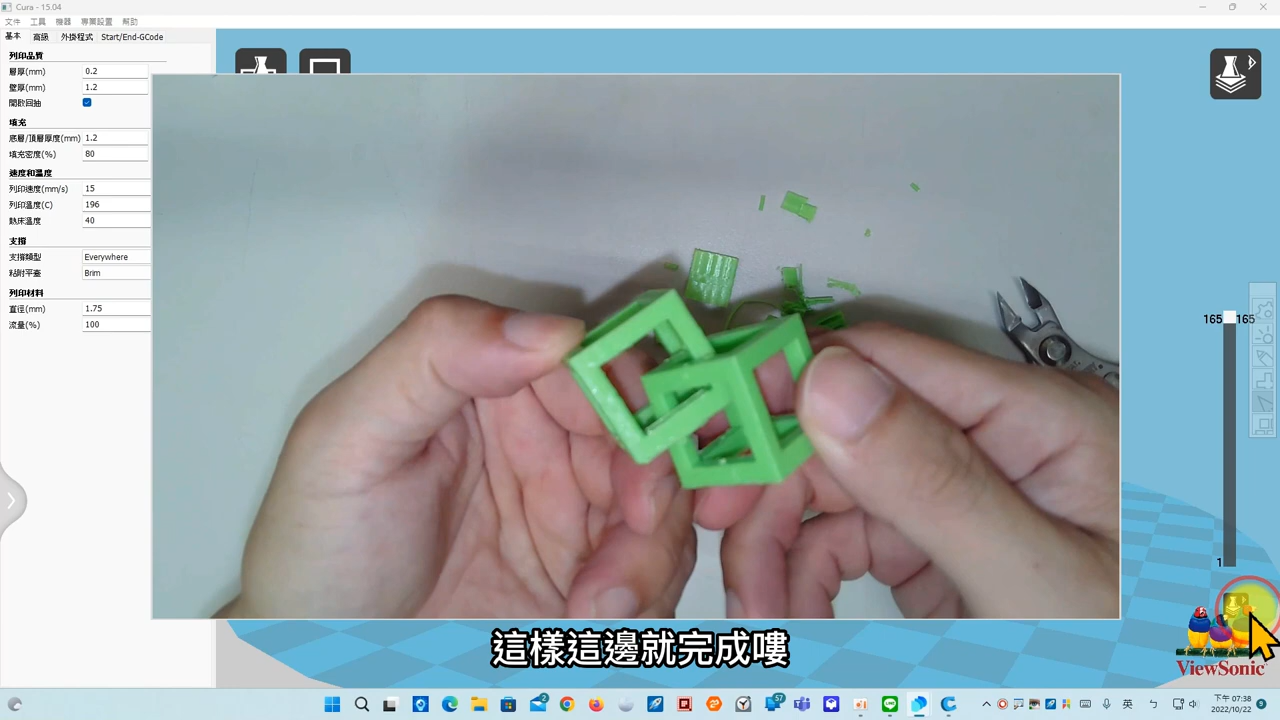 Cura - 15.04
文件 工具 機器 專業設置 幫助
基本 高級 外掛程式 Start/End-GCode
列印品質
層厚(mm) 0.2
壁厚(mm) 1.2
開啟回抽
填充
底層/頂層厚度(mm) 1.2
填充密度(%) 80
速度和溫度
列印速度(mm/s) 15
列印溫度(C) 196
熱床溫度 40
支撐
支撐類型 Everywhere
粘附平臺 Brim
列印材料
直徑(mm) 1.75
流量(%) 100
165 165
1
ViewSonic
這樣這邊就完成嘍
2
57
英
下午 07:38
2022/10/22
9